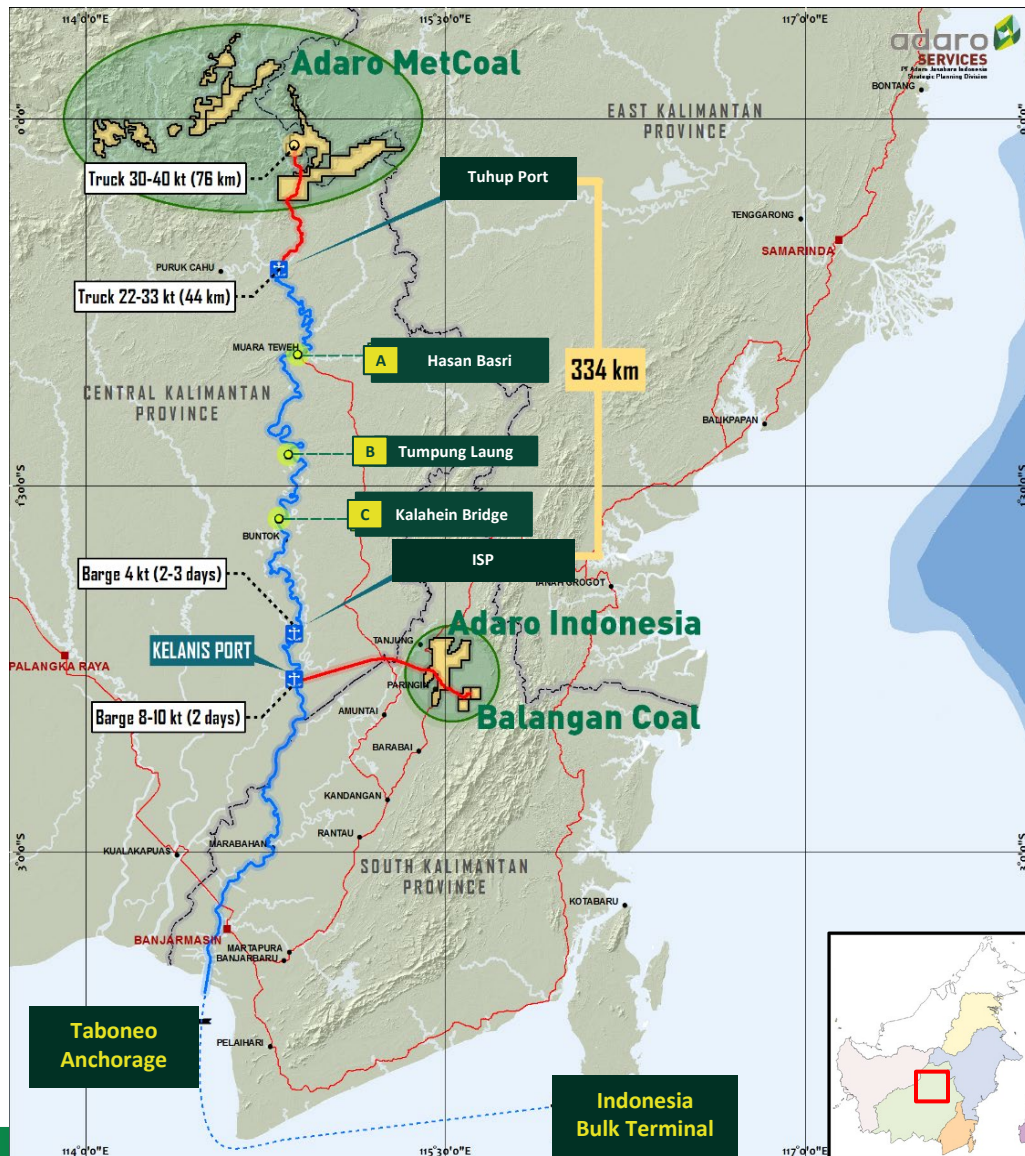 114°0'0"E
115°30'0"E
117°0'0"E
adaro
SERVICES
PT Adaro Jasabara Indonesia
Strategic Planning Division
Adaro MetCoal
BONTANG
EAST KALIMANTAN
PROVINCE
0°0'0"
0°0'0"
Truck 30-40 kt (76 km)
Tuhup Port
TENGGARONG
SAMARINDA
PURUK CAHU
Truck 22-33 kt (44 km)
MUARA TEWEH
A
Hasan Basri
334 km
CENTRAL KALIMANTAN
PROVINCE
BALIKPAPAN
B
Tumpung Laung
1°30'0"S
1°30'0"S
C
Kalahein Bridge
BUNTOK
ISP
Barge 4 kt (2-3 days)
TANAH GROGOT
Adaro Indonesia
TANJUNG
KELANIS PORT
PALANGKA RAYA
PARINGIN
Barge 8-10 kt (2 days)
AMUNTAI
Balangan Coal
BARABAI
KANDANGAN
RANTAU
MARABAHAN
KUALAKAPUAS
3°0'0"S
3°0'0"S
SOUTH KALIMANTAN
PROVINCE
KOTABARU
BANJARMASIN
MARTAPURA
BANJARBARU
Taboneo
Anchorage
PELAIHARI
Indonesia
Bulk Terminal
114°0'0"E
115°30'0"E